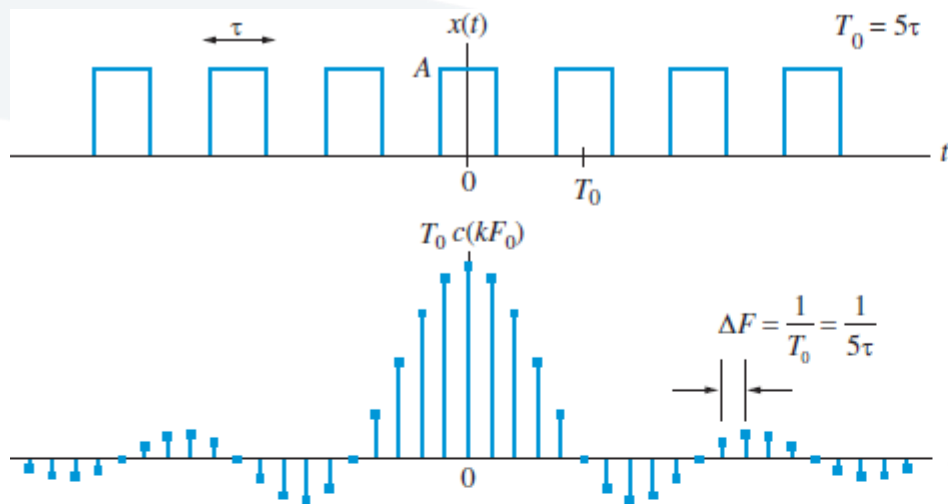 τ
x(t)
T₀ = 5τ
A
t
0
T₀
T₀ c(kF₀)
ΔF = 1/T₀ = 1/5τ
0